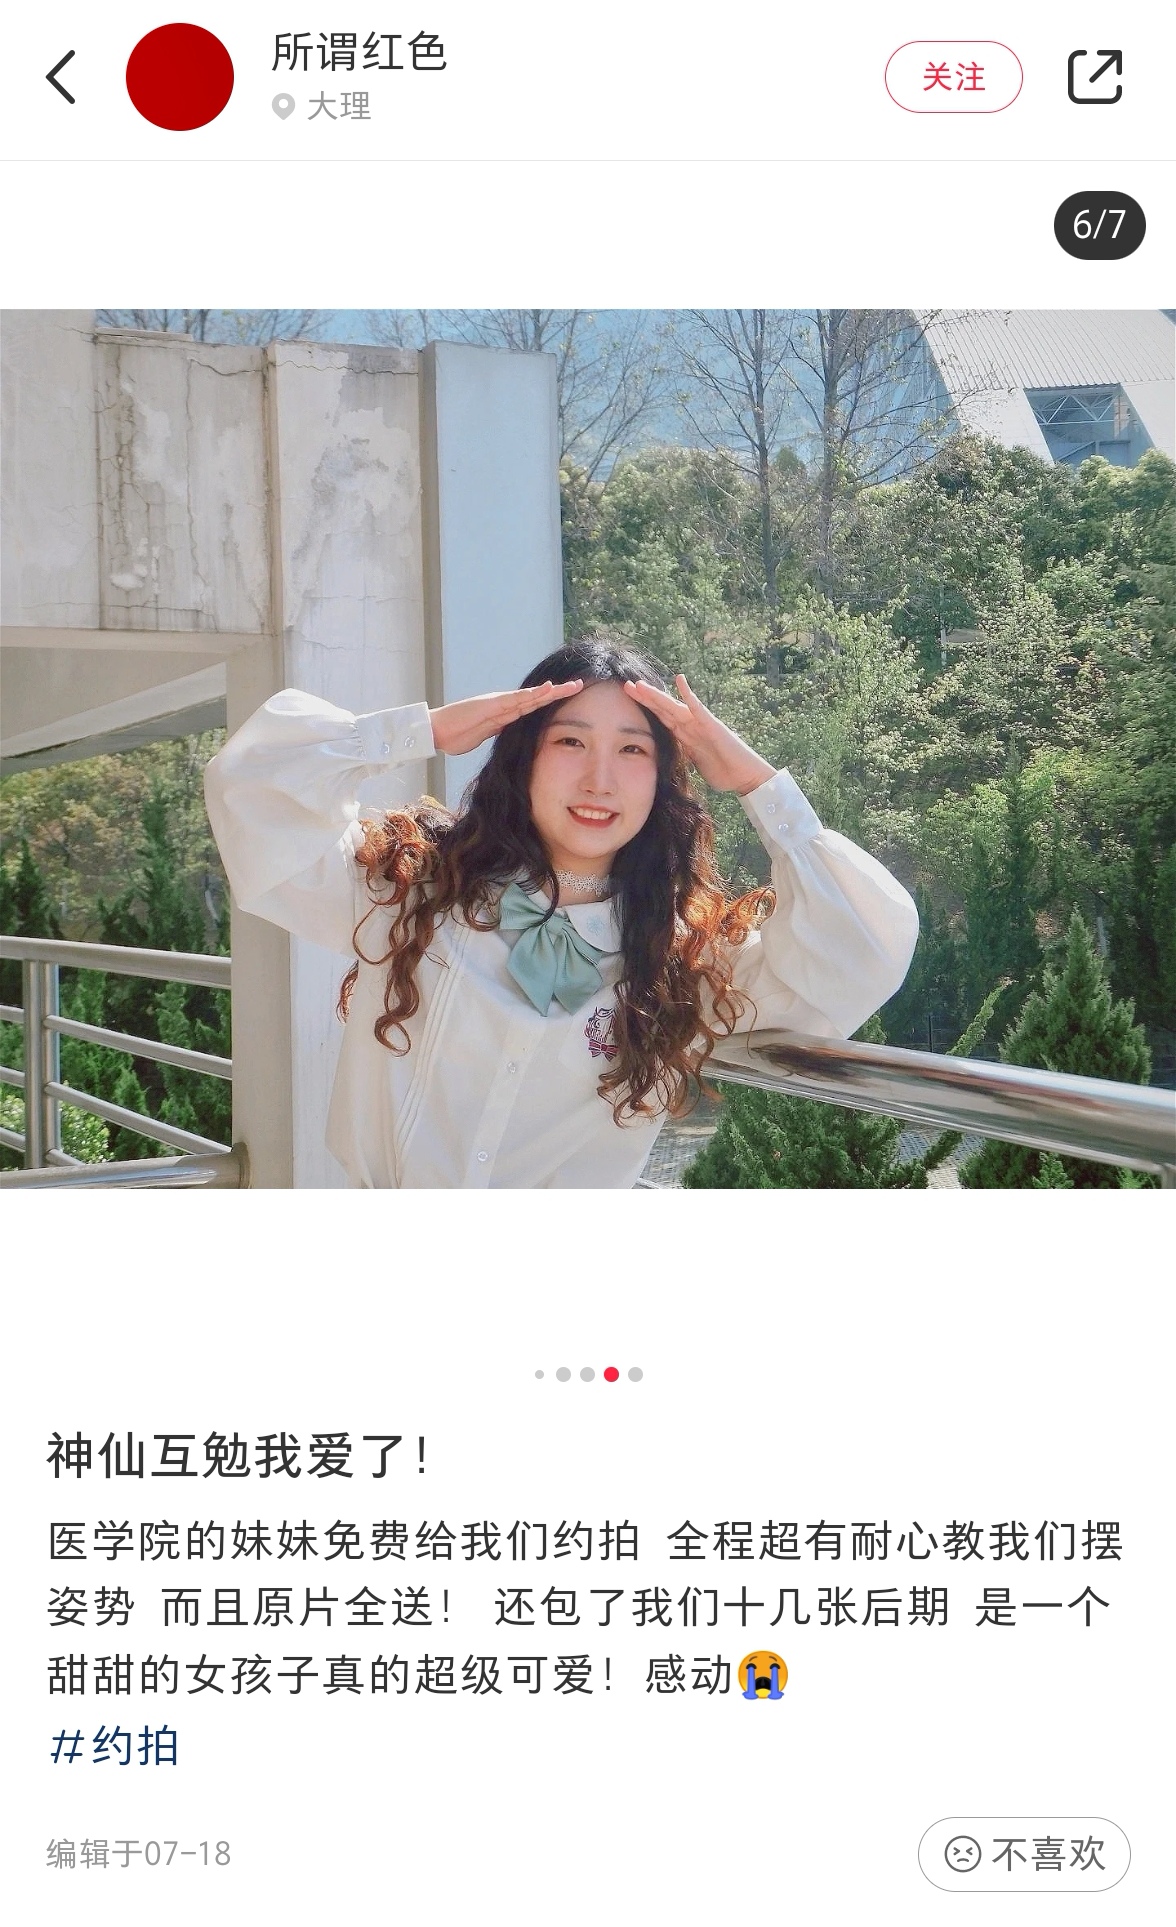 所谓红色
大理
关注
6/7
神仙互勉我爱了！
医学院的妹妹免费给我们约拍 全程超有耐心教我们摆
姿势 而且原片全送！ 还包了我们十几张后期 是一个
甜甜的女孩子真的超级可爱！感动😭
#约拍
编辑于07-18
不喜欢